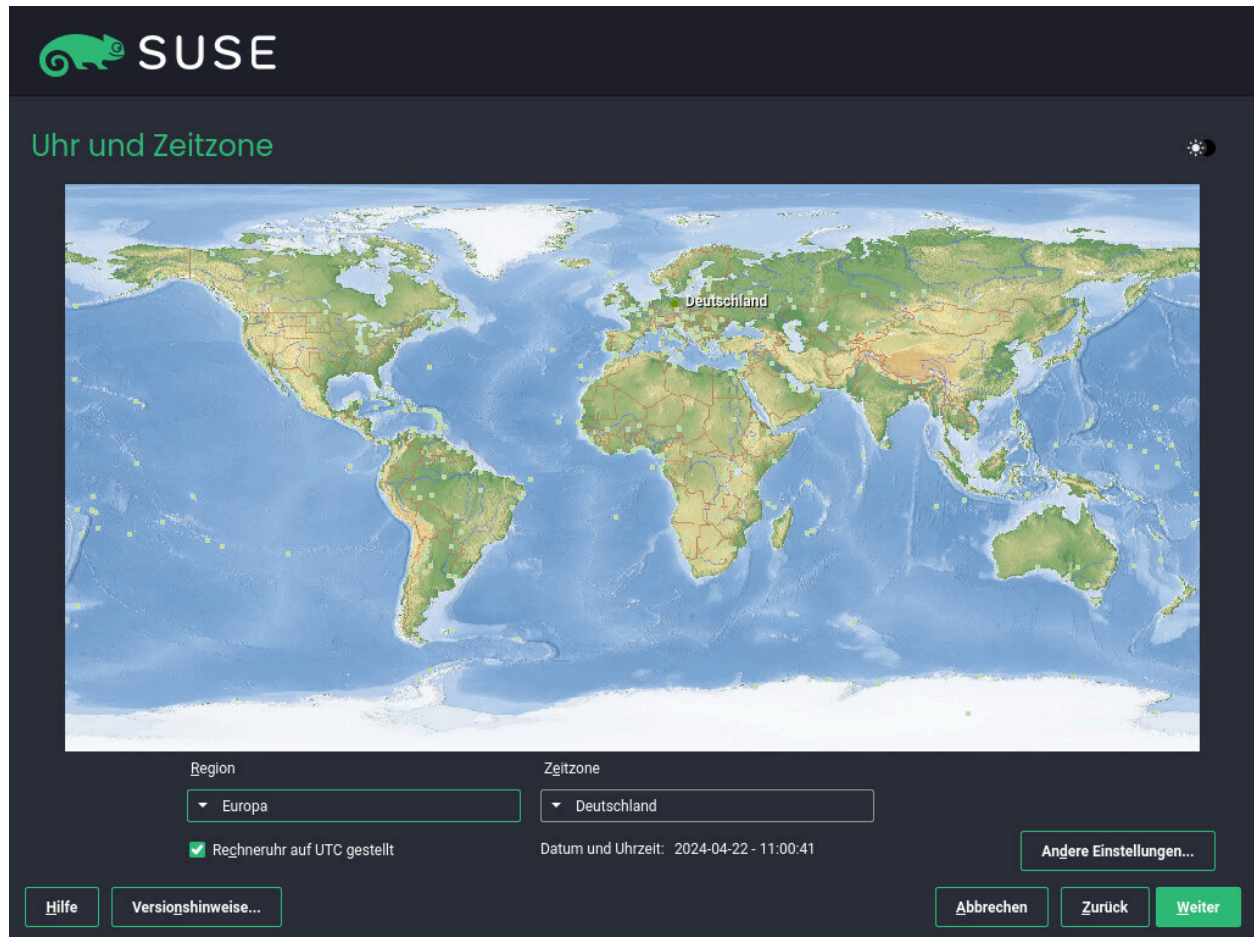 SUSE
Uhr und Zeitzone
Deutschland
Region
Zeitzone
Europa
Deutschland
Rechneruhr auf UTC gestellt
Datum und Uhrzeit: 2024-04-22 - 11:00:41
Andere Einstellungen...
Hilfe
Versionshinweise...
Abbrechen
Zurück
Weiter